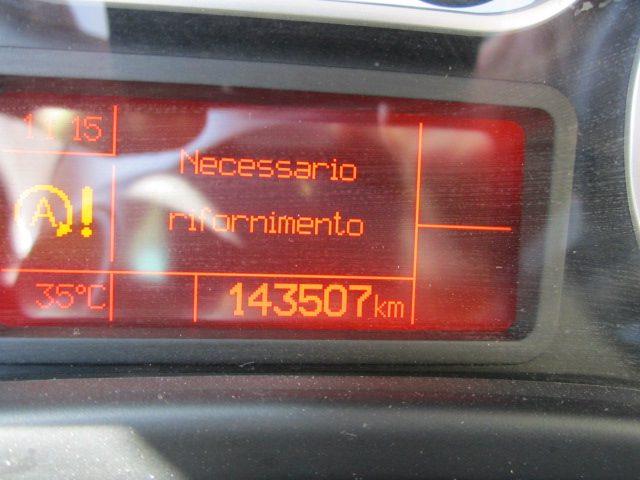 11:15
Necessario
rifornimento
A!
35°C
143507km